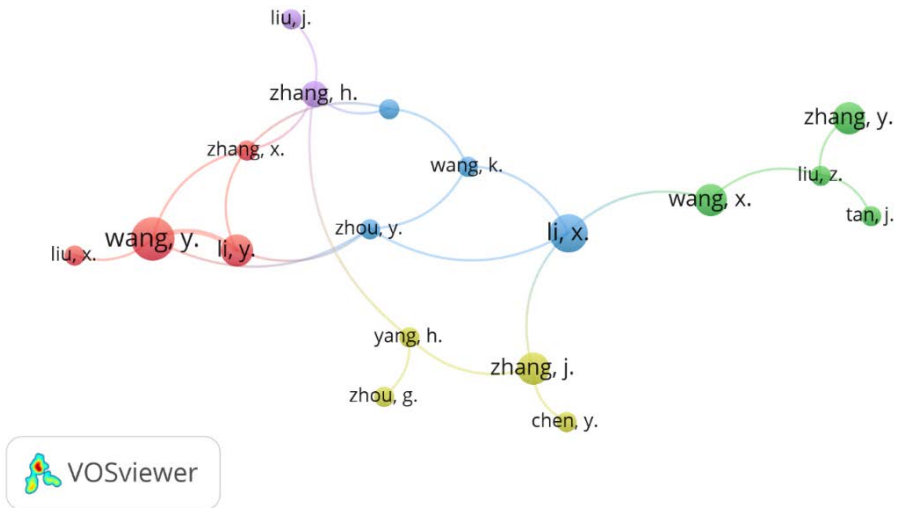 liu, j.
zhang, h.
zhang, y.
zhang, x.
wang, k.
liu, z.
wang, x.
tan, j.
zhou, y.
wang, y.
li, y.
li, x.
liu, x.
yang, h.
zhang, j.
zhou, g.
chen, y.
VOSviewer